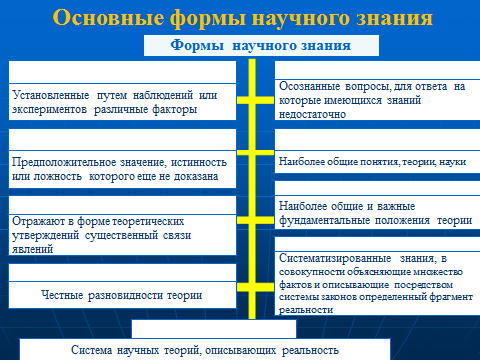 Основные формы научного знания
Формы научного знания
Установленные путем наблюдений или
экспериментов различные факторы
Предположительное значение, истинность
или ложность которого еще не доказана
Отражают в форме теоретических
утверждений существенный связи
явлений
Честные разновидности теории
Осознанные вопросы, для ответа на
которые имеющихся знаний
недостаточно
Наиболее общие понятия, теории, науки
Наиболее общие и важные
фундаментальные положения теории
Систематизированные знания, в
совокупности объясняющие множество
фактов и описывающие посредством
системы законов определенный фрагмент
реальности
Система научных теорий, описывающих реальность